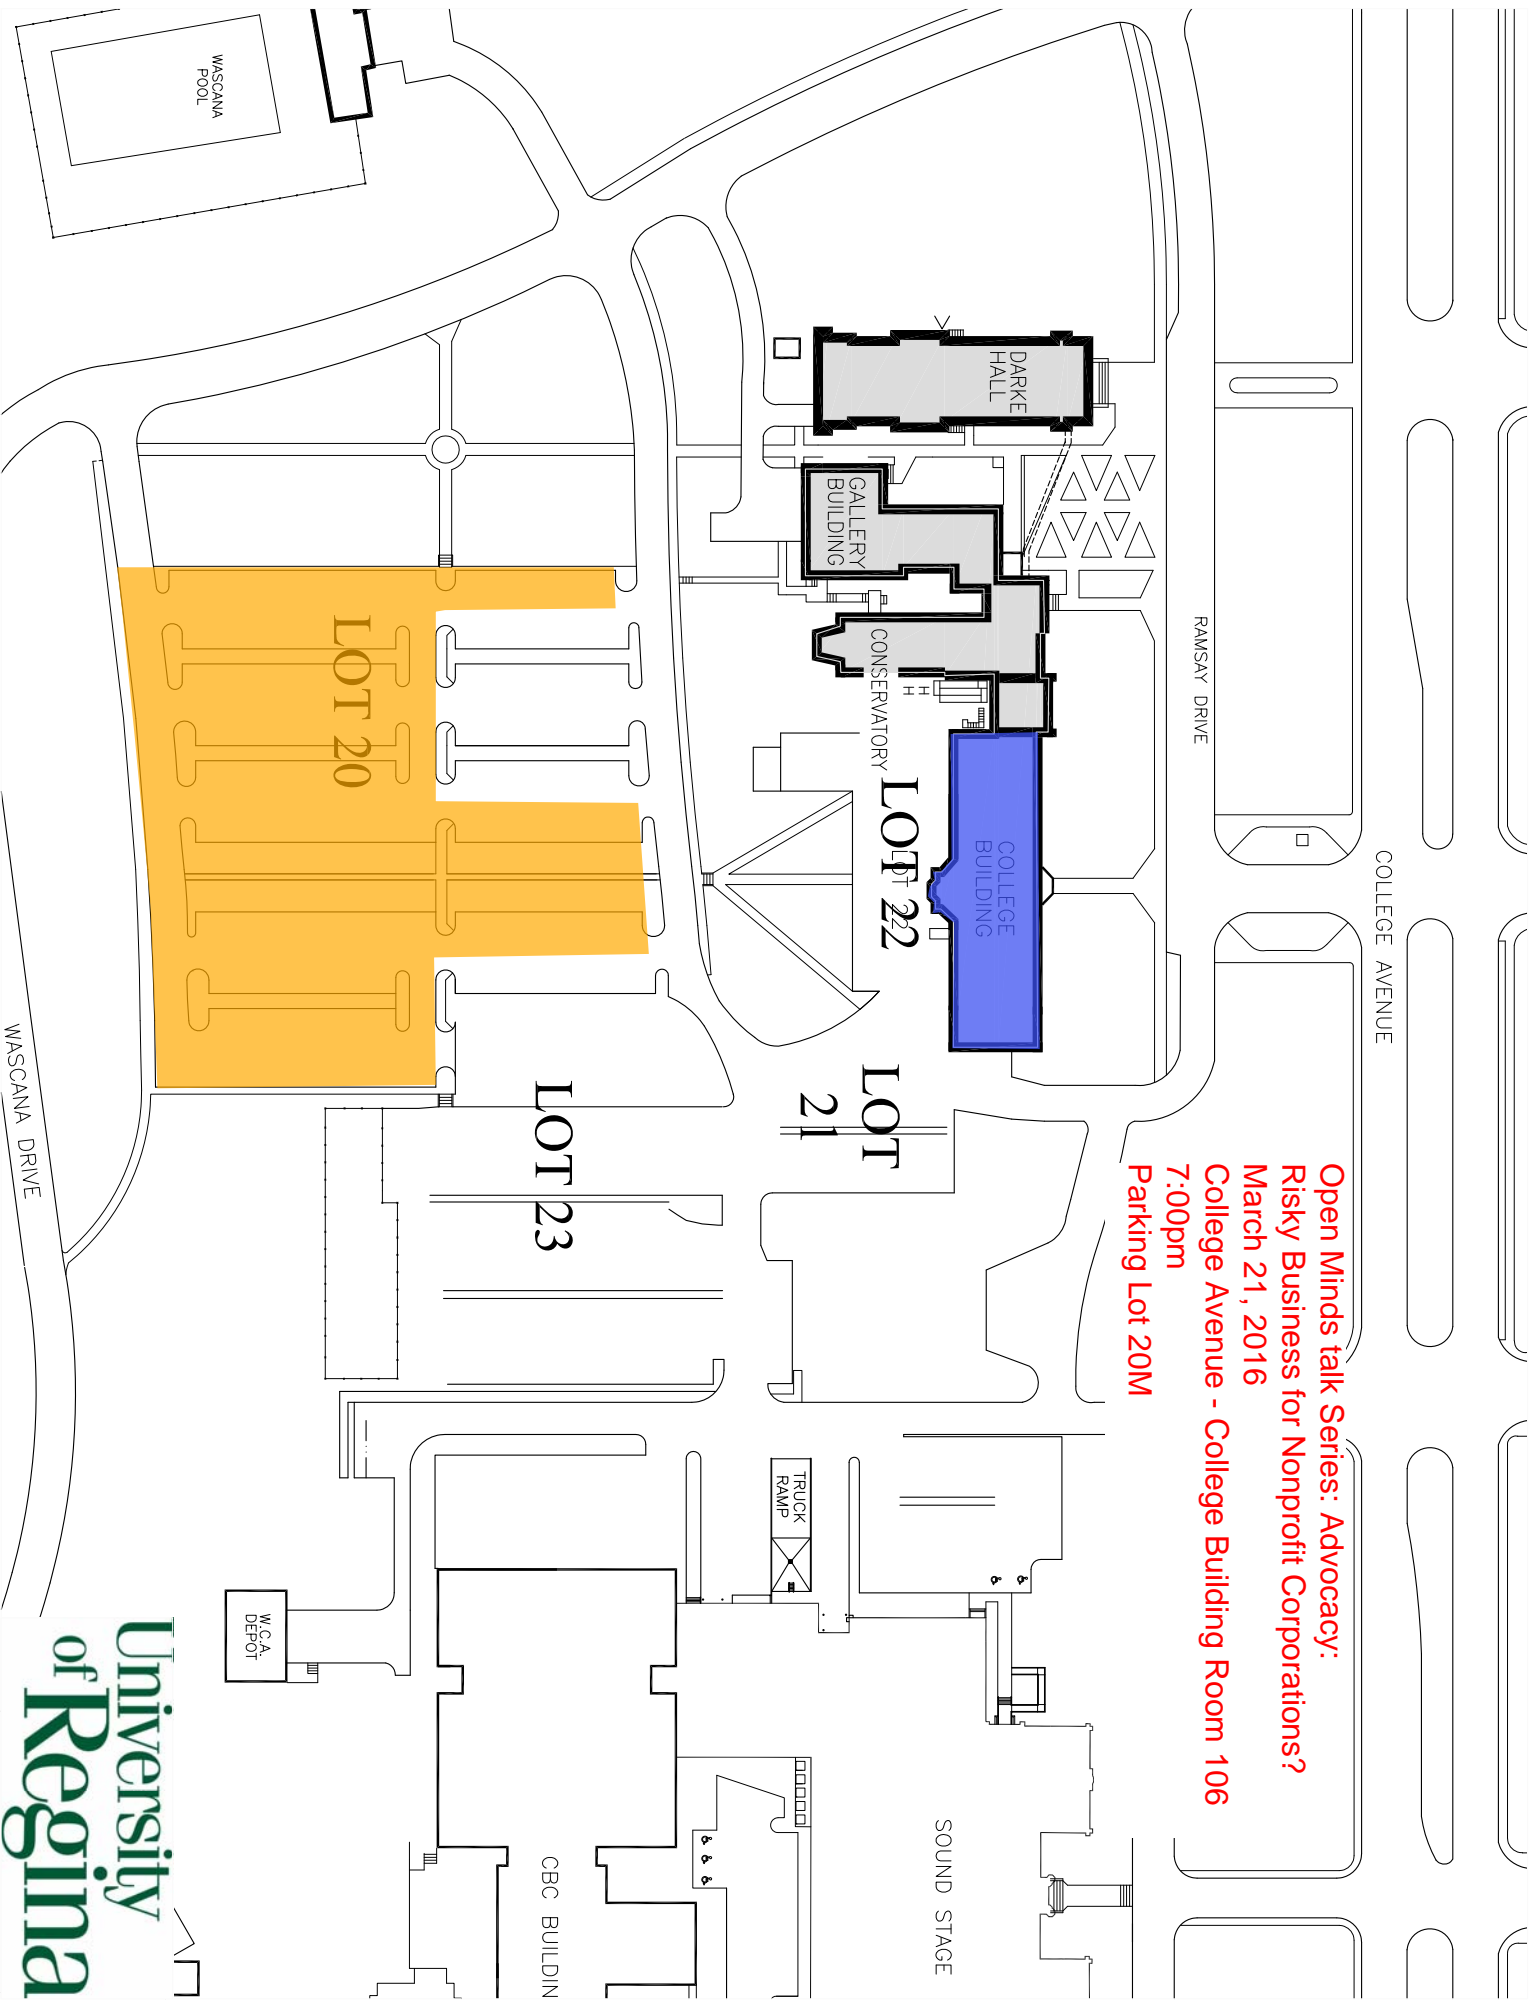 Open Minds talk Series: Advocacy:
Risky Business for Nonprofit Corporations?
March 21, 2016
College Avenue - College Building Room 106
7:00pm
Parking Lot 20M
COLLEGE AVENUE
RAMSAY DRIVE
DARKE
HALL
GALLERY
BUILDING
CONSERVATORY
H
H
COLLEGE
BUILDING
LOT 22
LOT 22
LOT
21
LOT 23
LOT 20
WASCANA
POOL
WASCANA DRIVE
TRUCK
RAMP
W.C.A.
DEPOT
SOUND STAGE
CBC BUILDIN
University
of Regina